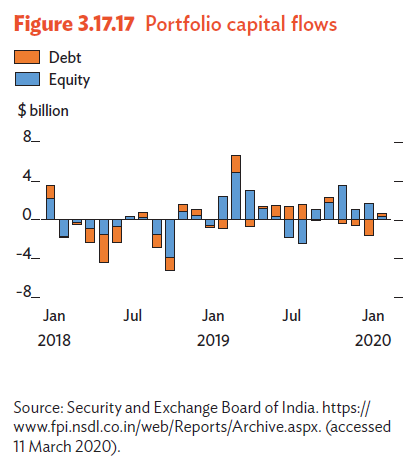 Figure 3.17.17 Portfolio capital flows
Debt
Equity
$ billion
8
4
0
-4
-8
Jan Jul Jan Jul Jan
2018 2019 2020
Source: Security and Exchange Board of India. https://
www.fpi.nsdl.co.in/web/Reports/Archive.aspx. (accessed
11 March 2020).